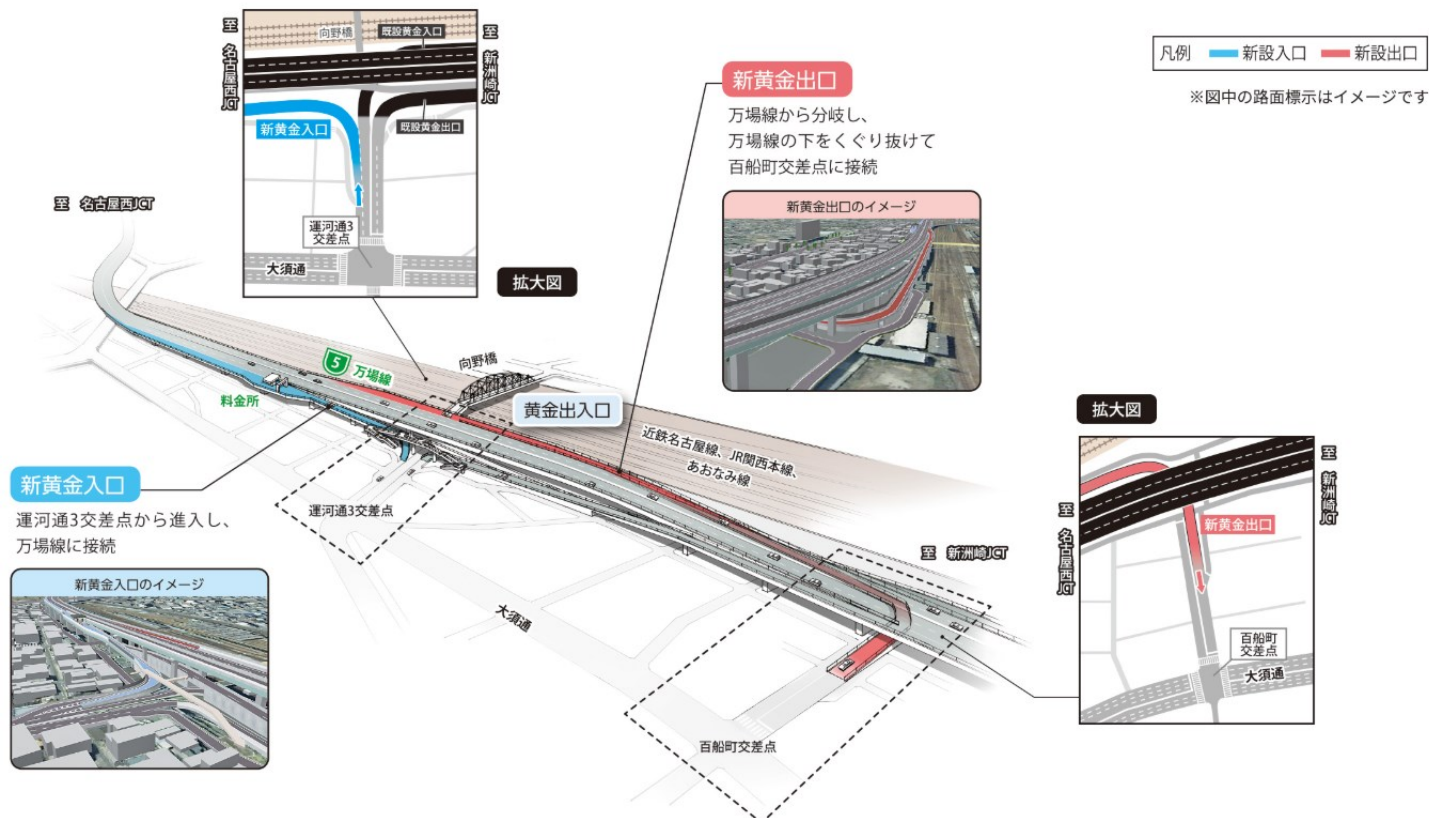 凡例 新設入口 新設出口
※図中の路面標示はイメージです
至 名古屋西JCT
向野橋
既設黄金入口
至 新洲崎JCT
新黄金入口
既設黄金出口
運河通3
交差点
大須通
拡大図
新黄金出口
万場線から分岐し、
万場線の下をくぐり抜けて
百船町交差点に接続
新黄金出口のイメージ
至 名古屋西JCT
5 万場線
向野橋
料金所
黄金出入口
近鉄名古屋線、JR関西本線、
あおなみ線
新黄金入口
運河通3交差点から進入し、
万場線に接続
新黄金入口のイメージ
運河通3交差点
大須通
至 新洲崎JCT
百船町交差点
拡大図
至 名古屋西JCT
至 新洲崎JCT
新黄金出口
百船町
交差点
大須通